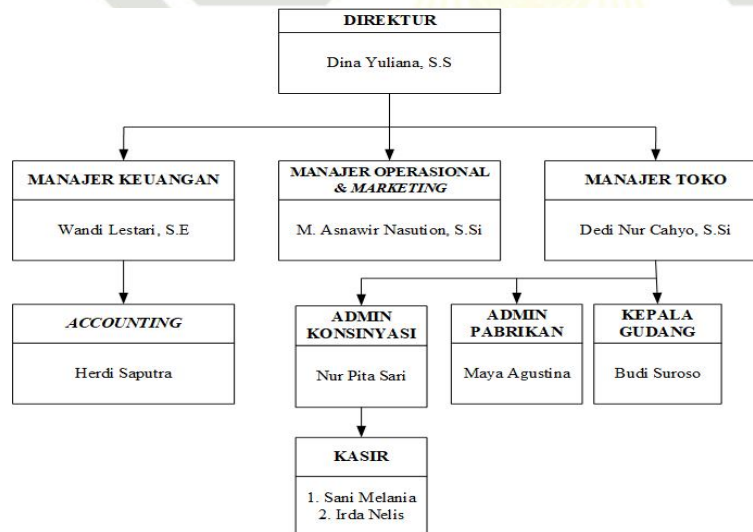 DIREKTUR
Dina Yuliana, S.S
MANAJER KEUANGAN
Wandi Lestari, S.E
MANAJER OPERASIONAL
& MARKETING
M. Asnawir Nasution, S.Si
MANAJER TOKO
Dedi Nur Cahyo, S.Si
ACCOUNTING
Herdi Saputra
ADMIN
KONSINYASI
Nur Pita Sari
ADMIN
PABRIKAN
Maya Agustina
KEPALA
GUDANG
Budi Suroso
KASIR
1. Sani Melania
2. Irda Nelis